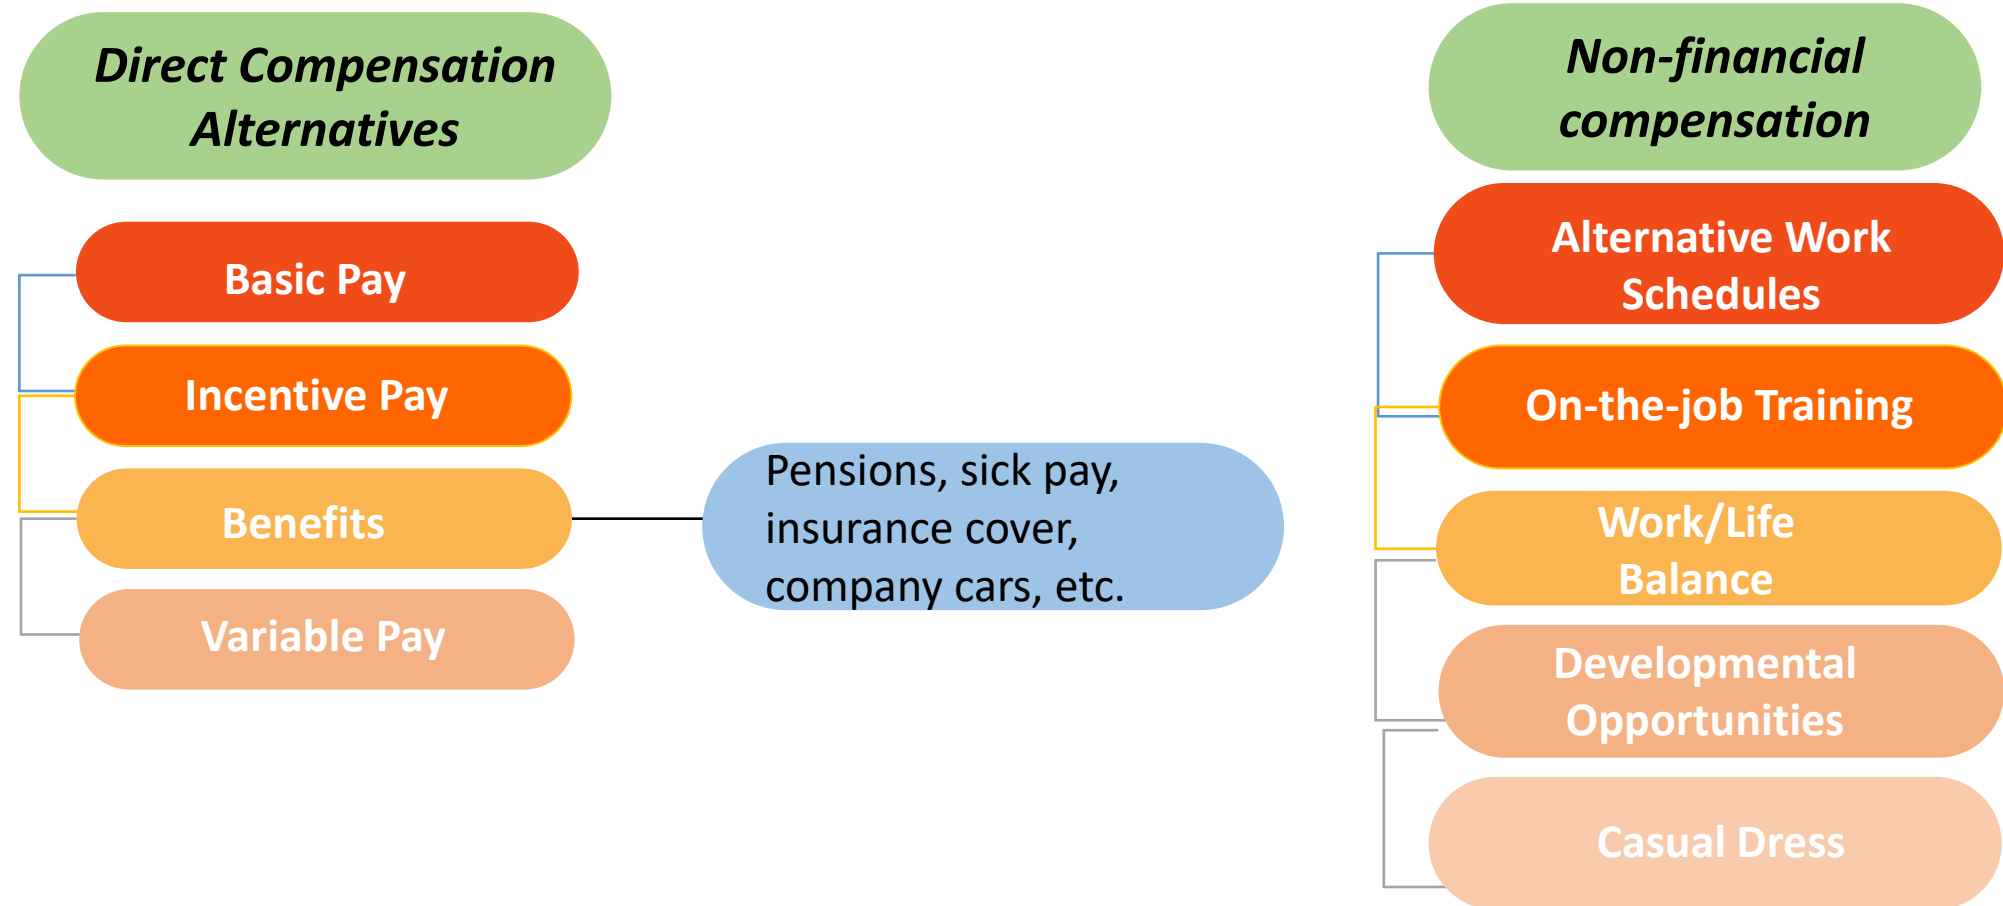 Direct Compensation
Alternatives
Basic Pay
Incentive Pay
Benefits
Variable Pay
Pensions, sick pay,
insurance cover,
company cars, etc.
Non-financial
compensation
Alternative Work
Schedules
On-the-job Training
Work/Life
Balance
Developmental
Opportunities
Casual Dress